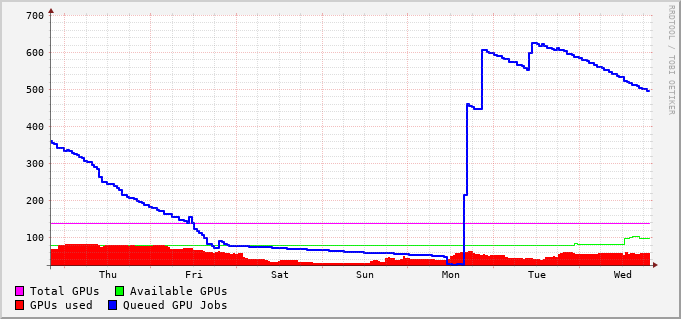 700
600
500
400
300
200
100
Thu Fri Sat Sun Mon Tue Wed
RRDTOOL / TOBI OETIKER
Total GPUs Available GPUs
GPUs used Queued GPU Jobs